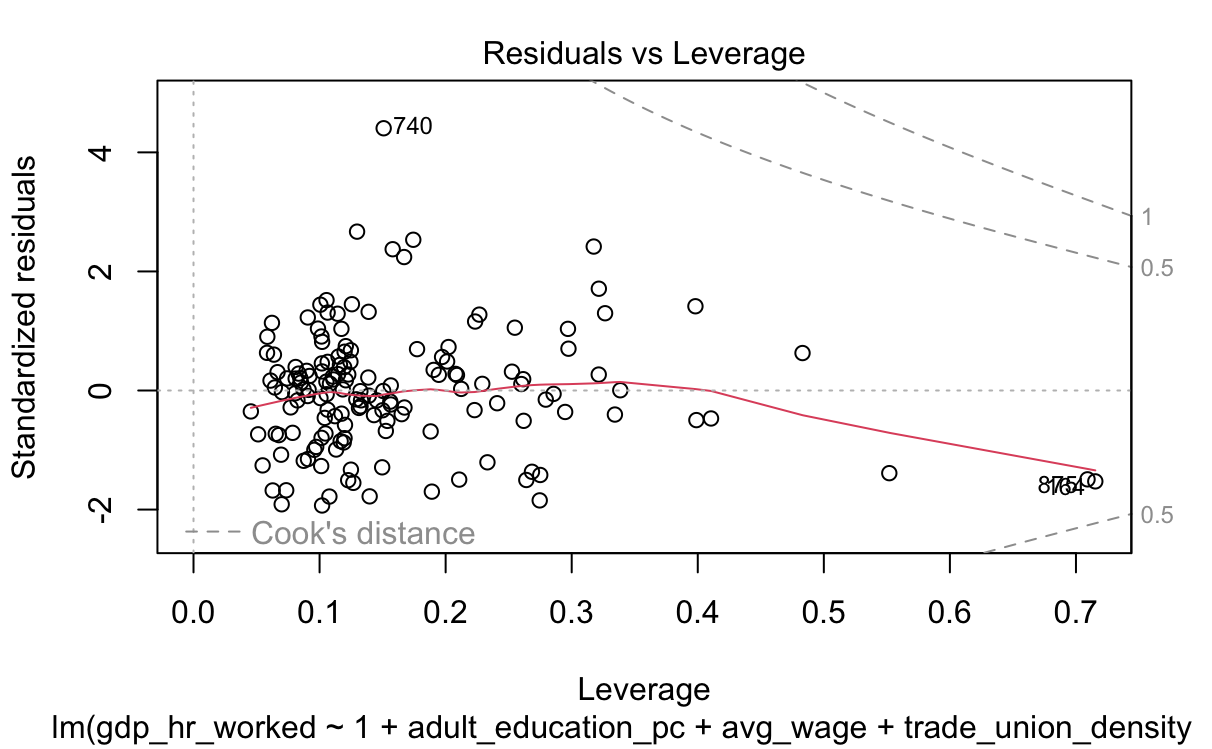 Residuals vs Leverage
Standardized residuals
4
2
0
-2
740
875
164
1
0.5
0.5
Cook's distance
0.0 0.1 0.2 0.3 0.4 0.5 0.6 0.7
Leverage
lm(gdp_hr_worked ~ 1 + adult_education_pc + avg_wage + trade_union_density